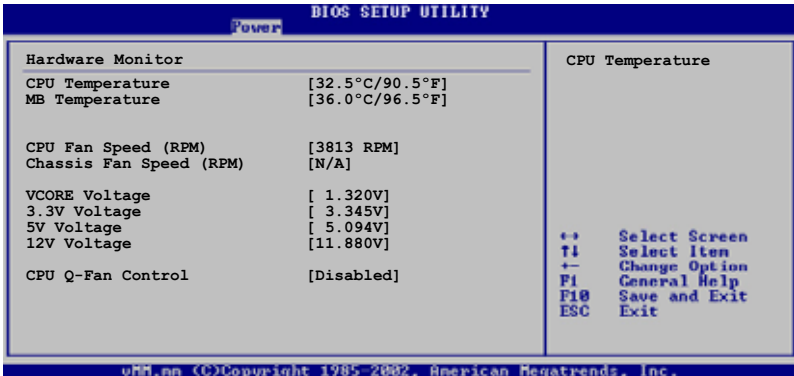 BIOS SETUP UTILITY
Power
Hardware Monitor
CPU Temperature [32.5°C/90.5°F]
MB Temperature [36.0°C/96.5°F]
CPU Fan Speed (RPM) [3813 RPM]
Chassis Fan Speed (RPM) [N/A]
VCORE Voltage [ 1.320V]
3.3V Voltage [ 3.345V]
5V Voltage [ 5.094V]
12V Voltage [11.880V]
CPU Q-Fan Control [Disabled]
CPU Temperature
←→ Select Screen
↑↓ Select Item
+- Change Option
F1 General Help
F10 Save and Exit
ESC Exit
vMM.mm (C)Copyright 1985-2002, American Megatrends, Inc.